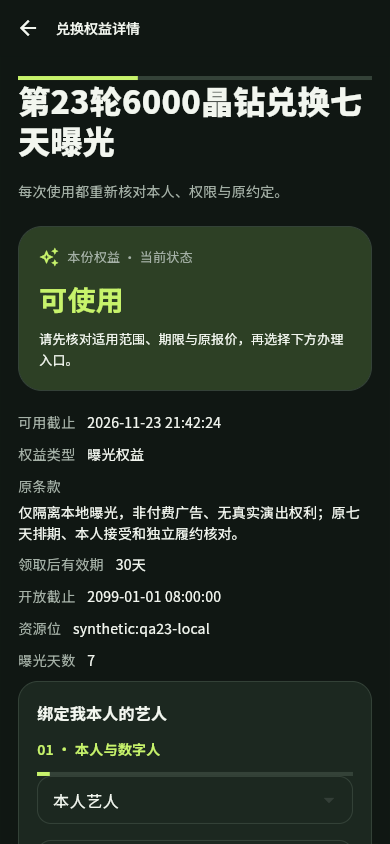 兑换权益详情
第23轮6000晶钻兑换七
天曝光
每次使用都重新核对本人、权限与原约定。
本份权益 · 当前状态
可使用
请先核对适用范围、期限与原报价，再选择下方办理
入口。
可用截止 2026-11-23 21:42:24
权益类型 曝光权益
原条款
仅隔离本地曝光，非付费广告、无真实演出权利；原七
天排期、本人接受和独立履约核对。
领取后有效期 30天
开放截止 2099-01-01 08:00:00
资源位 synthetic:qa23-local
曝光天数 7
绑定我本人的艺人
01 · 本人与数字人
本人艺人